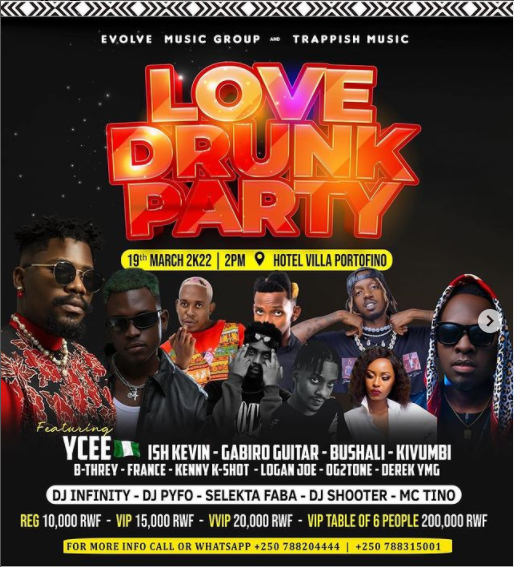 EVOLVE MUSIC GROUP AND TRAPPISH MUSIC
LOVE
DRUNK
PARTY
19th MARCH 2K22 | 2PM HOTEL VILLA PORTOFINO
Featuring
YCEE ISH KEVIN - GABIRO GUITAR - BUSHALI - KIVUMBI
B-THREY - FRANCE - KENNY K-SHOT - LOGAN JOE - OG2TONE - DEREK YMG
DJ INFINITY - DJ PYFO - SELEKTA FABA - DJ SHOOTER - MC TINO
REG 10,000 RWF - VIP 15,000 RWF - VVIP 20,000 RWF - VIP TABLE OF 6 PEOPLE 200,000 RWF
FOR MORE INFO CALL OR WHATSAPP +250 788204444 | +250 788315001